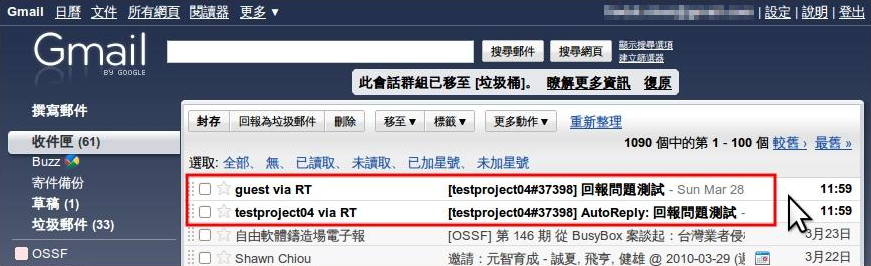 Gmail 日曆 文件 所有網頁 閱讀器 更多 ▼ | 設定 | 說明 | 登出
Gmail
BY GOOGLE
搜尋郵件 搜尋網頁 顯示搜尋選項
建立篩選器
此會話群組已移至 [垃圾桶]。 瞭解更多資訊 復原
撰寫郵件
收件匣 (61)
Buzz
寄件備份
草稿 (1)
垃圾郵件 (33)
OSSF
封存 回報為垃圾郵件 刪除 移至 ▼ 標籤 ▼ 更多動作 ▼ 重新整理
1090 個中的第 1 - 100 個 較舊 › 最舊 »
選取: 全部、 無、 已讀取、 未讀取、 已加星號、 未加星號
guest via RT [testproject04#37398] 回報問題測試 - Sun Mar 28 11:59
testproject04 via RT [testproject04#37398] AutoReply: 回報問題測試 - 11:59
自由軟體鑄造場電子報 [OSSF] 第 146 期 從 BusyBox 案談起：台灣業者侵 3月23日
Shawn Chiou 邀請：元智育成 - 誠夏, 飛亨, 健雄 @ 2010-03-29 3月22日